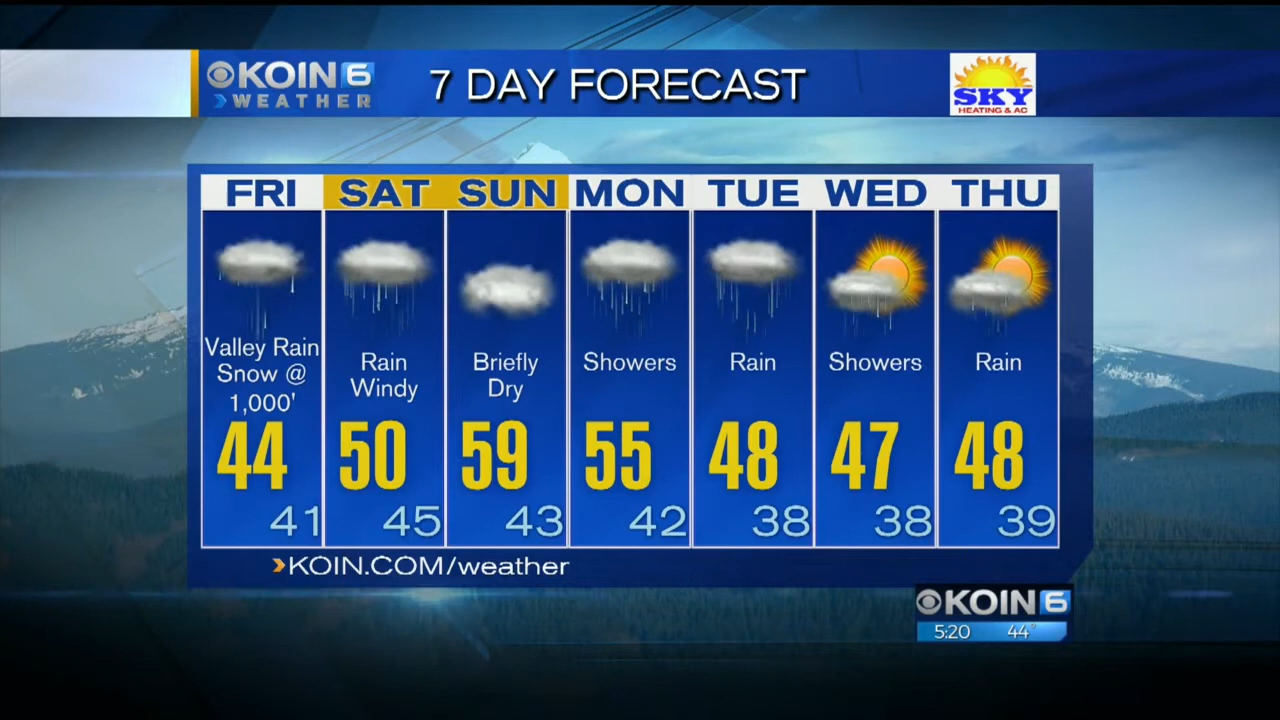 KOIN 6
WEATHER
7 DAY FORECAST
SKY
HEATING & AC
FRI SAT SUN MON TUE WED THU
Valley Rain
Snow @
1,000'
Rain
Windy
Briefly
Dry
Showers
Rain
Showers
Rain
44 50 59 55 48 47 48
41 45 43 42 38 38 39
KOIN.COM/weather
KOIN 6
5:20 44°